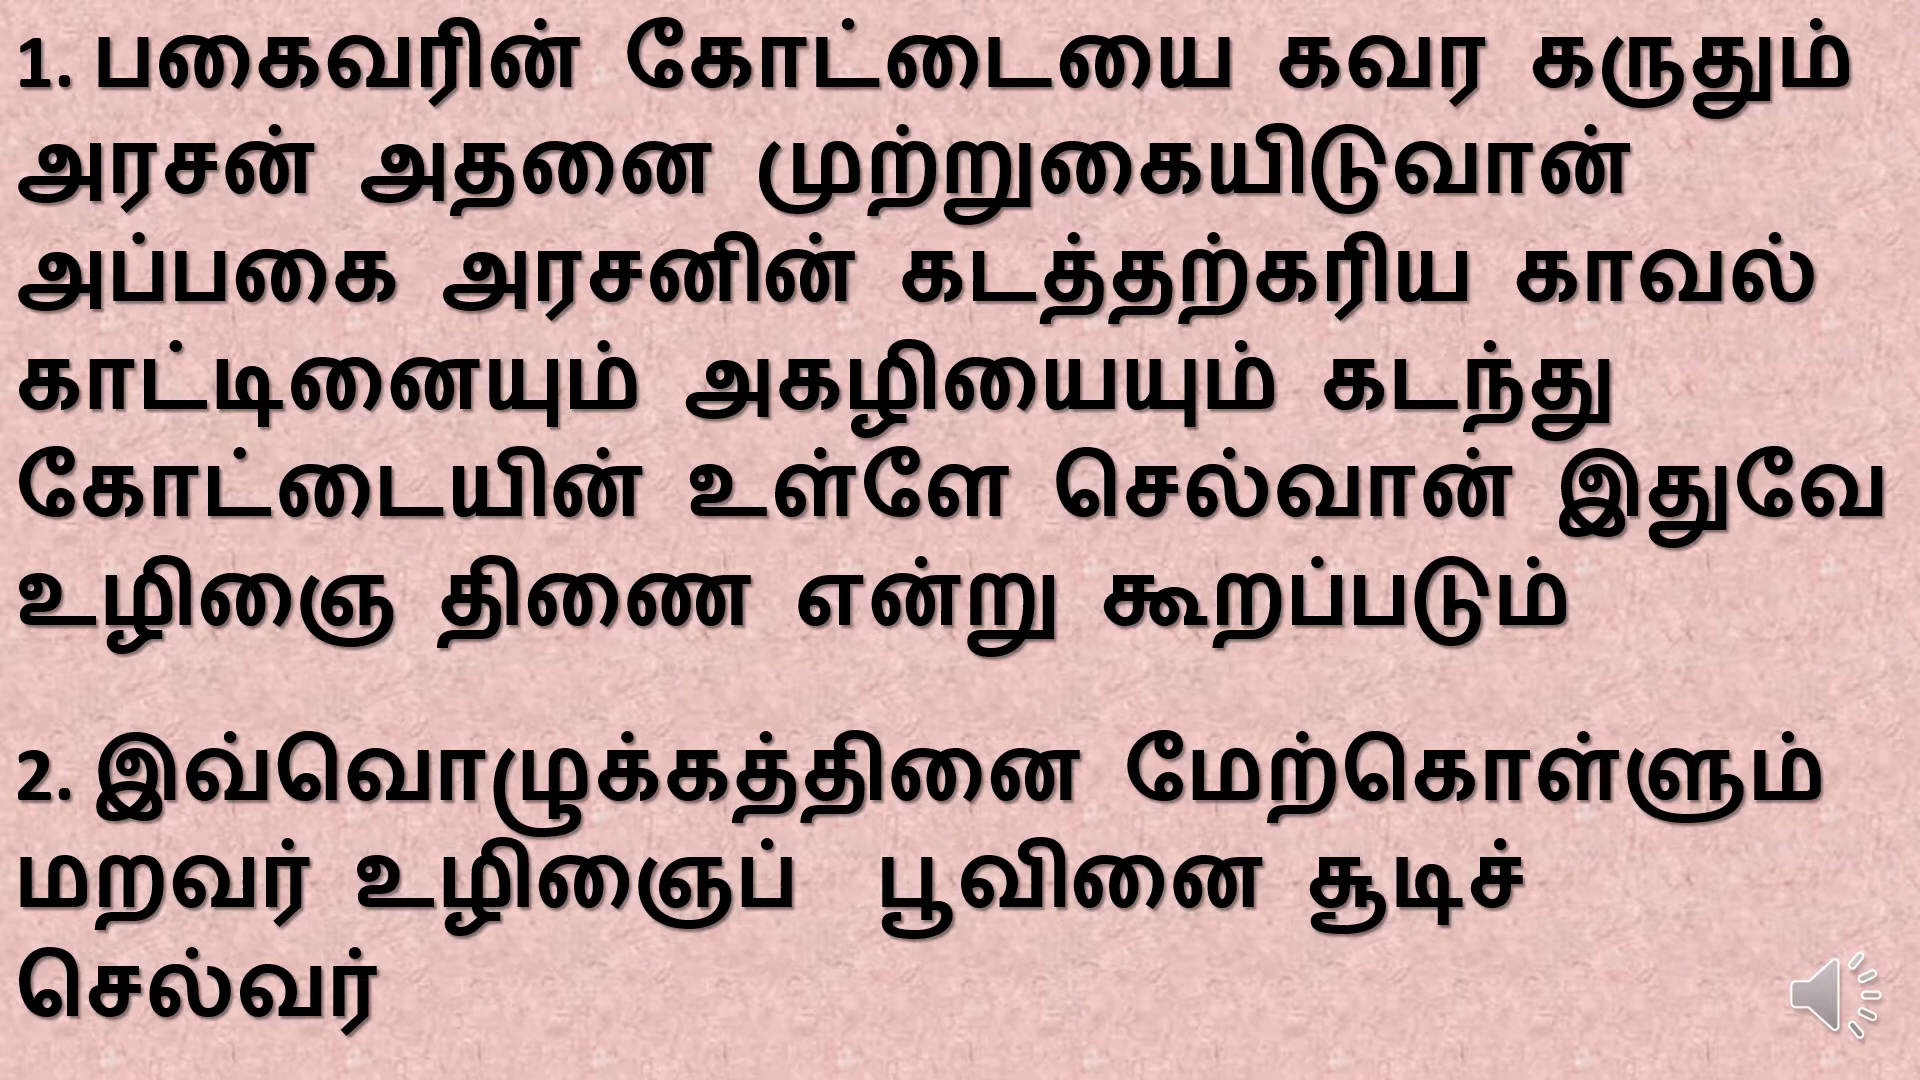 1. பகைவரின் கோட்டையை கவர கருதும்
அரசன் அதனை முற்றுகையிடுவான்
அப்பகை அரசனின் கடத்தற்கரிய காவல்
காட்டினையும் அகழியையும் கடந்து
கோட்டையின் உள்ளே செல்வான் இதுவே
உழிஞை திணை என்று கூறப்படும்
2. இவ்வொழுக்கத்தினை மேற்கொள்ளும்
மறவர் உழிஞைப் பூவினை சூடிச்
செல்வர்